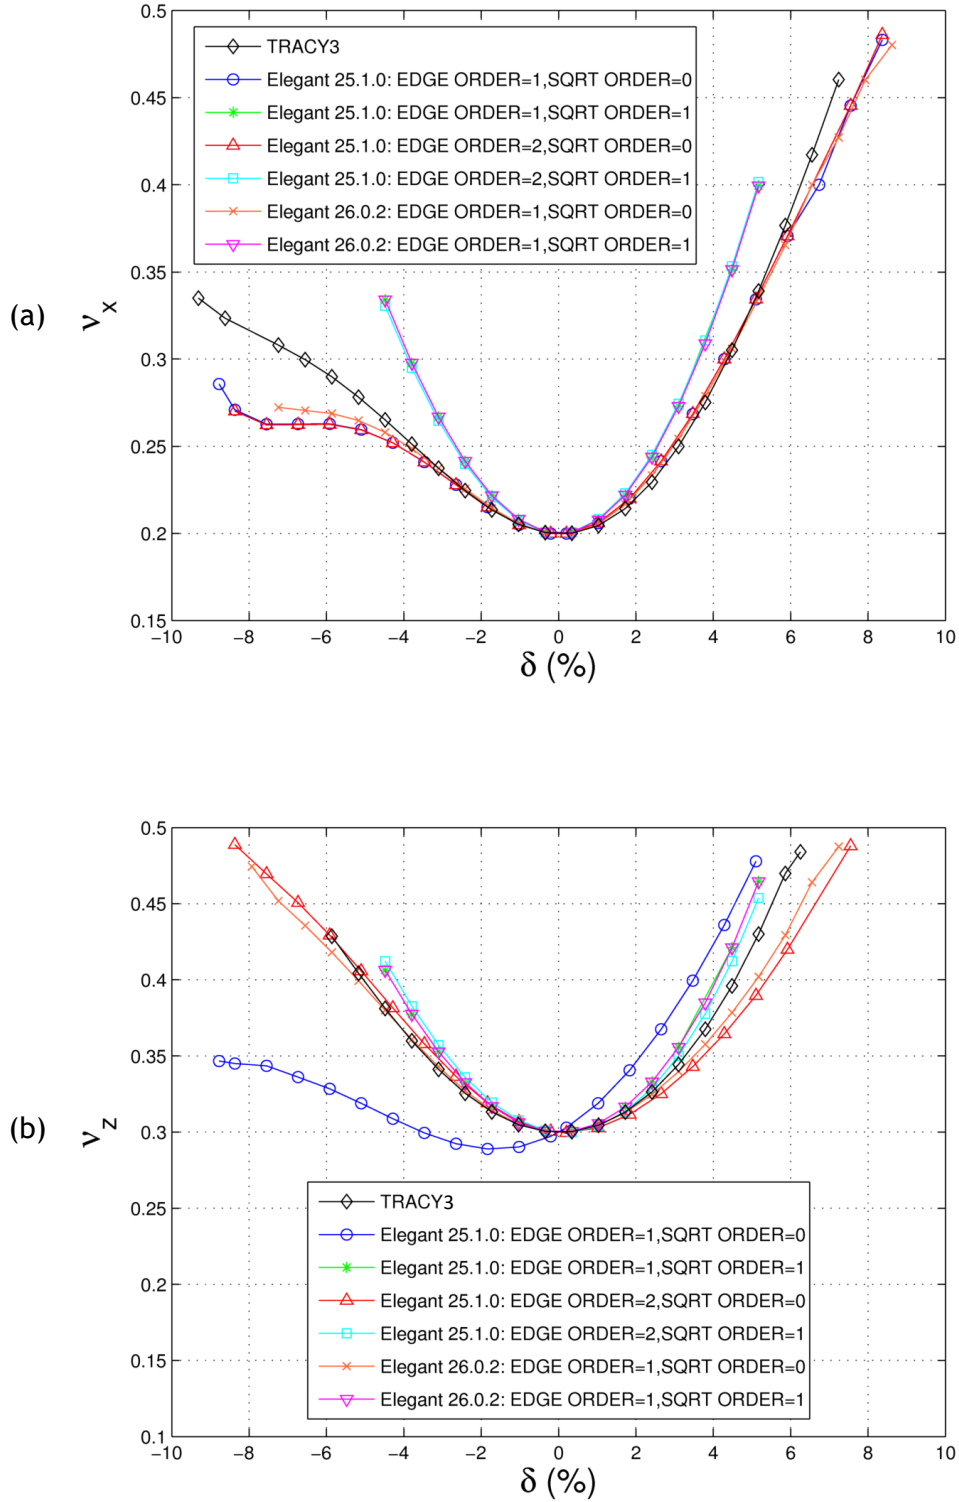 (a)
0.5
0.45
0.4
0.35
0.3
0.25
0.2
0.15
νx
TRACY3
Elegant 25.1.0: EDGE ORDER=1,SQRT ORDER=0
Elegant 25.1.0: EDGE ORDER=1,SQRT ORDER=1
Elegant 25.1.0: EDGE ORDER=2,SQRT ORDER=0
Elegant 25.1.0: EDGE ORDER=2,SQRT ORDER=1
Elegant 26.0.2: EDGE ORDER=1,SQRT ORDER=0
Elegant 26.0.2: EDGE ORDER=1,SQRT ORDER=1
−10 −8 −6 −4 −2 0 2 4 6 8 10
δ (%)
(b)
0.5
0.45
0.4
0.35
0.3
0.25
0.2
0.15
0.1
νz
TRACY3
Elegant 25.1.0: EDGE ORDER=1,SQRT ORDER=0
Elegant 25.1.0: EDGE ORDER=1,SQRT ORDER=1
Elegant 25.1.0: EDGE ORDER=2,SQRT ORDER=0
Elegant 25.1.0: EDGE ORDER=2,SQRT ORDER=1
Elegant 26.0.2: EDGE ORDER=1,SQRT ORDER=0
Elegant 26.0.2: EDGE ORDER=1,SQRT ORDER=1
−10 −8 −6 −4 −2 0 2 4 6 8 10
δ (%)